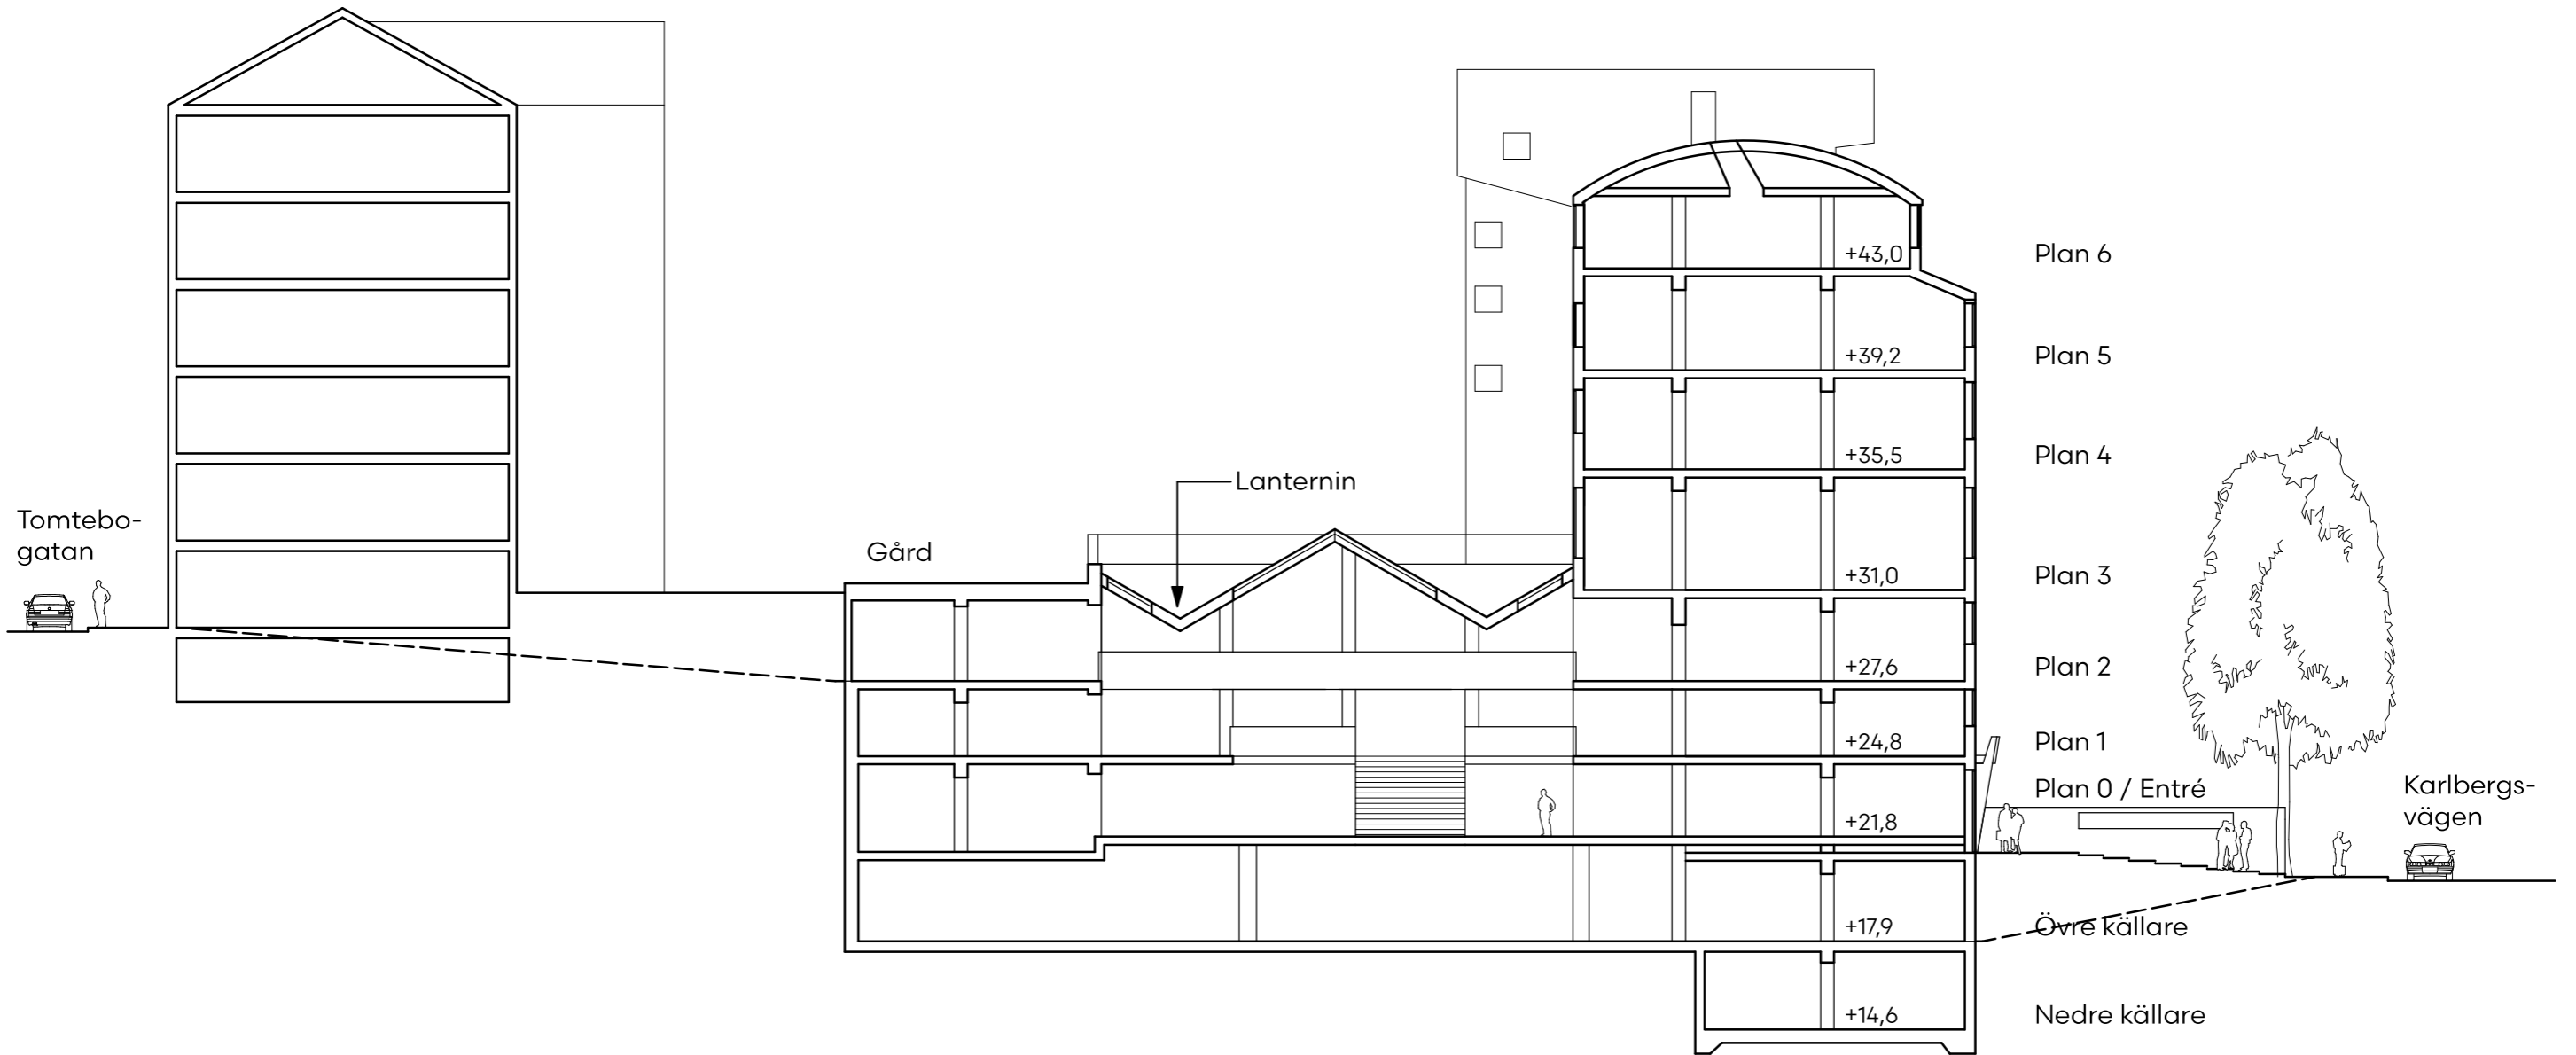 Tomtebo-
gatan
Gård
Lanternin
+43,0 Plan 6
+39,2 Plan 5
+35,5 Plan 4
+31,0 Plan 3
+27,6 Plan 2
+24,8 Plan 1
Plan 0 / Entré
+21,8
+17,9 Övre källare
+14,6 Nedre källare
Karlbergs-
vägen